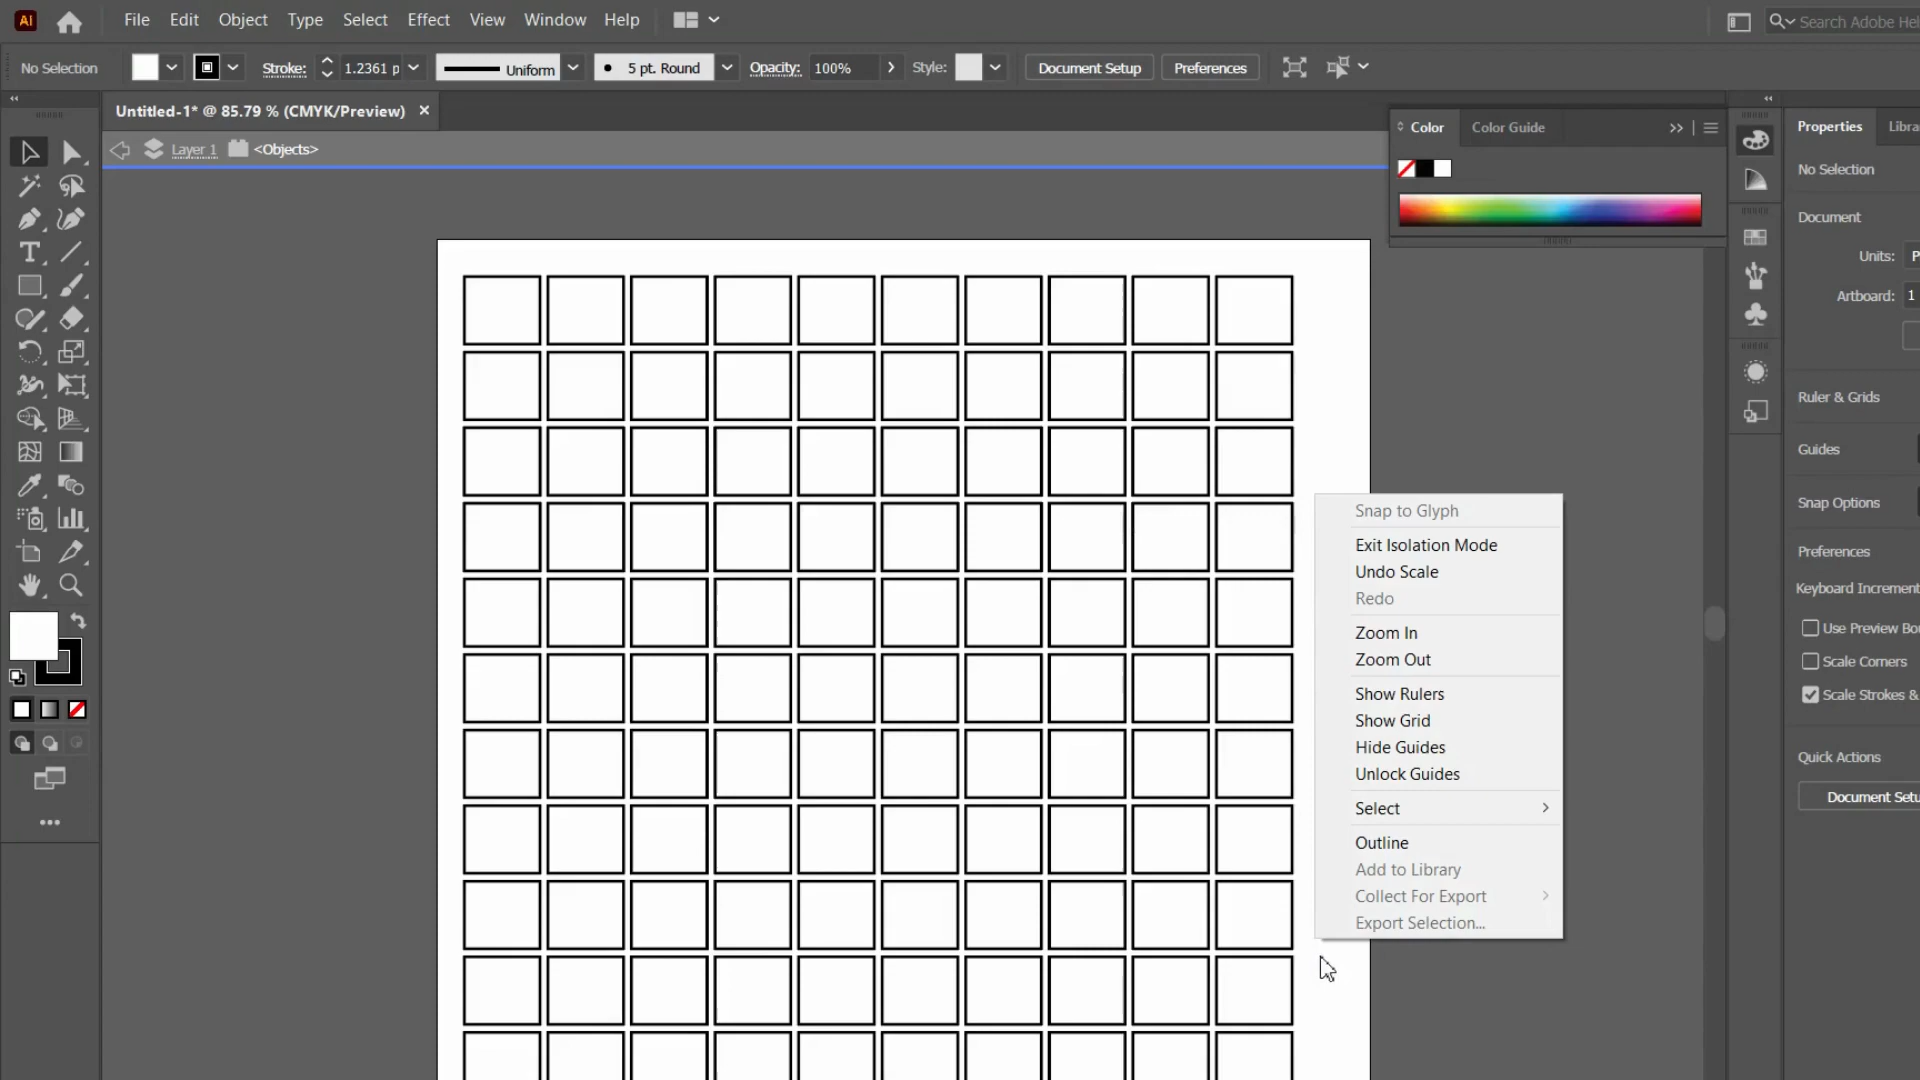 Ai File Edit Object Type Select Effect View Window Help Search Adobe Hel
No Selection Stroke: 1.2361 p Uniform 5 pt. Round Opacity: 100% Style: Document Setup Preferences
Untitled-1* @ 85.79 % (CMYK/Preview)
Layer 1 <Objects>
Color Color Guide
Properties Libra
No Selection
Document
Units: P
Artboard: 1
Ruler & Grids
Guides
Snap Options
Preferences
Keyboard Increment
Use Preview Bou
Scale Corners
Scale Strokes &
Quick Actions
Document Setu
Snap to Glyph
Exit Isolation Mode
Undo Scale
Redo
Zoom In
Zoom Out
Show Rulers
Show Grid
Hide Guides
Unlock Guides
Select
Outline
Add to Library
Collect For Export
Export Selection...